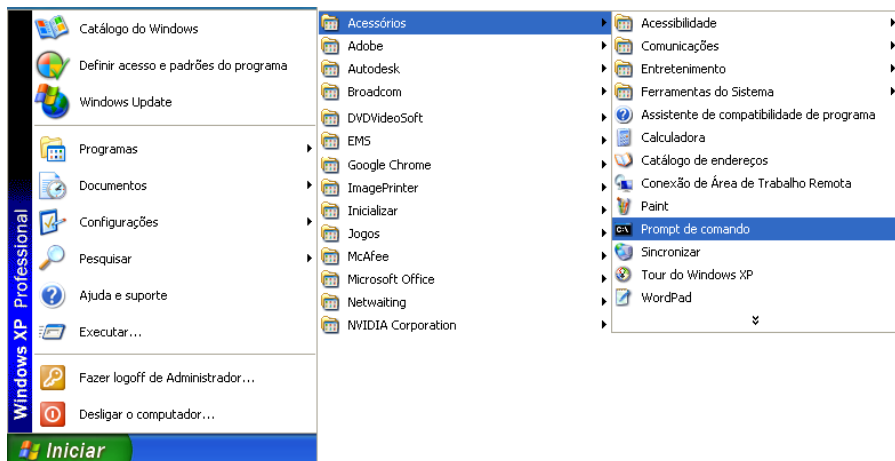 Windows XP Professional
Catálogo do Windows
Definir acesso e padrões do programa
Windows Update
Programas
Documentos
Configurações
Pesquisar
Ajuda e suporte
Executar...
Fazer logoff de Administrador...
Desligar o computador...
Iniciar
Acessórios
Adobe
Autodesk
Broadcom
DVDVideoSoft
EMS
Google Chrome
ImagePrinter
Inicializar
Jogos
McAfee
Microsoft Office
Netwaiting
NVIDIA Corporation
Acessibilidade
Comunicações
Entretenimento
Ferramentas do Sistema
Assistente de compatibilidade de programa
Calculadora
Catálogo de endereços
Conexão de Área de Trabalho Remota
Paint
Prompt de comando
Sincronizar
Tour do Windows XP
WordPad